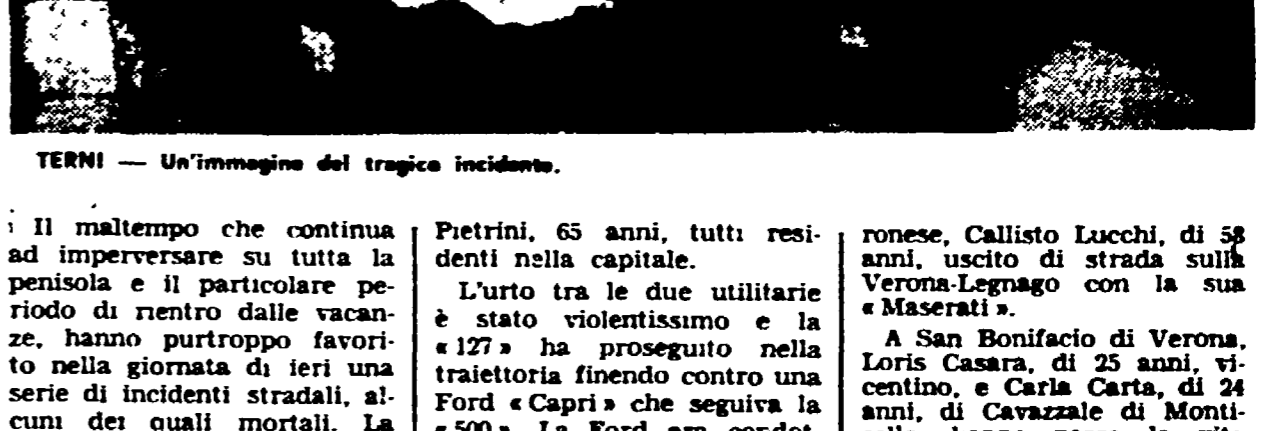 TERNI — Un'immagine del tragico incidente.
Il maltempo che continua
ad imperversare su tutta la
penisola e il particolare pe-
riodo di rientro dalle vacan-
ze, hanno purtroppo favori-
to nella giornata di ieri una
serie di incidenti stradali, al-
cuni dei quali mortali. La
Pietrini, 65 anni, tutti resi-
denti nella capitale.
L'urto tra le due utilitarie
è stato violentissimo e la
« 127 » ha proseguito nella
traiettoria finendo contro una
Ford « Capri » che seguiva la
« 500 ». La Ford
ronese, Callisto Lucchi, di 58
anni, uscito di strada sulla
Verona-Legnago con la sua
« Maserati ».
A San Bonifacio di Verona,
Loris Casara, di 25 anni, vi-
centino, e Carla Carta, di 24
anni, di Cavazzale di Monti-